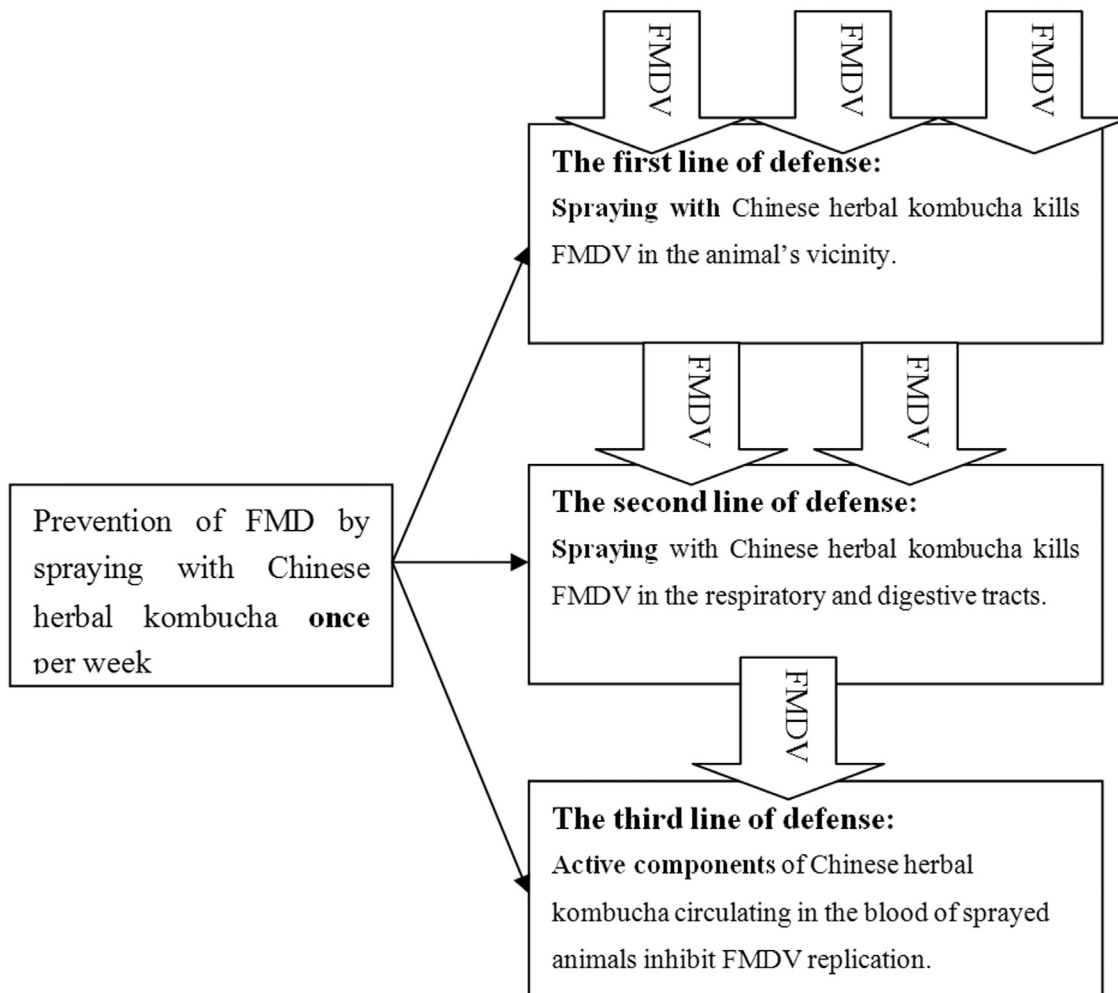 FMDV
FMDV
FMDV
The first line of defense:
Spraying with Chinese herbal kombucha kills
FMDV in the animal's vicinity.
FMDV
FMDV
Prevention of FMD by
spraying with Chinese
herbal kombucha once
per week
The second line of defense:
Spraying with Chinese herbal kombucha kills
FMDV in the respiratory and digestive tracts.
FMDV
The third line of defense:
Active components of Chinese herbal
kombucha circulating in the blood of sprayed
animals inhibit FMDV replication.